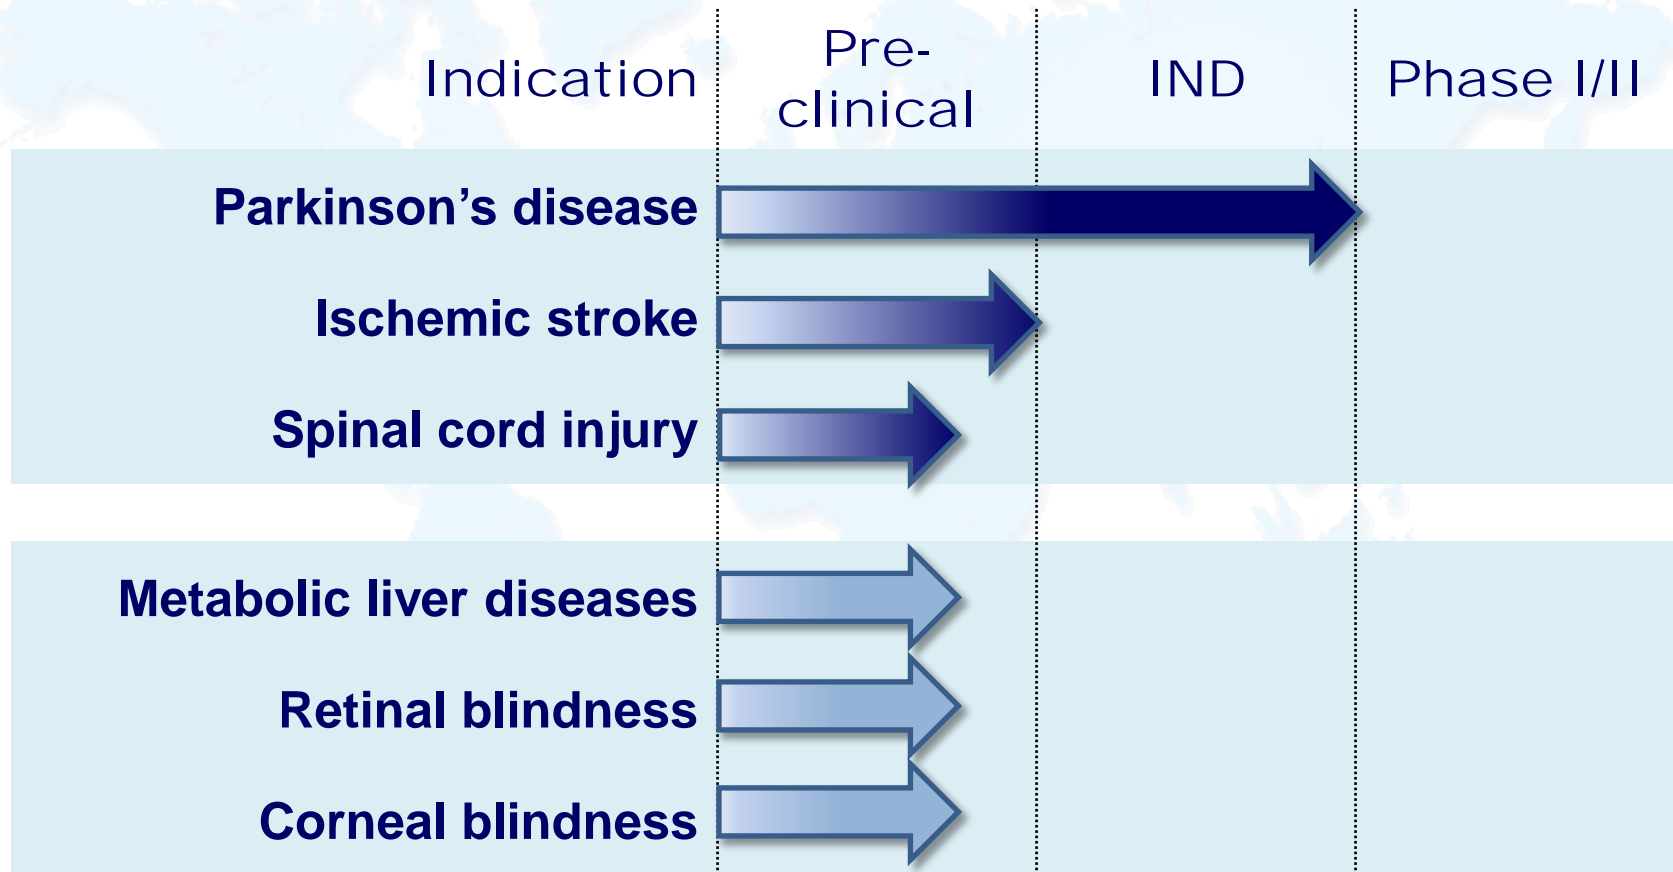 Indication
Pre-
clinical
IND
Phase I/II
Parkinson’s disease
Ischemic stroke
Spinal cord injury
Metabolic liver diseases
Retinal blindness
Corneal blindness